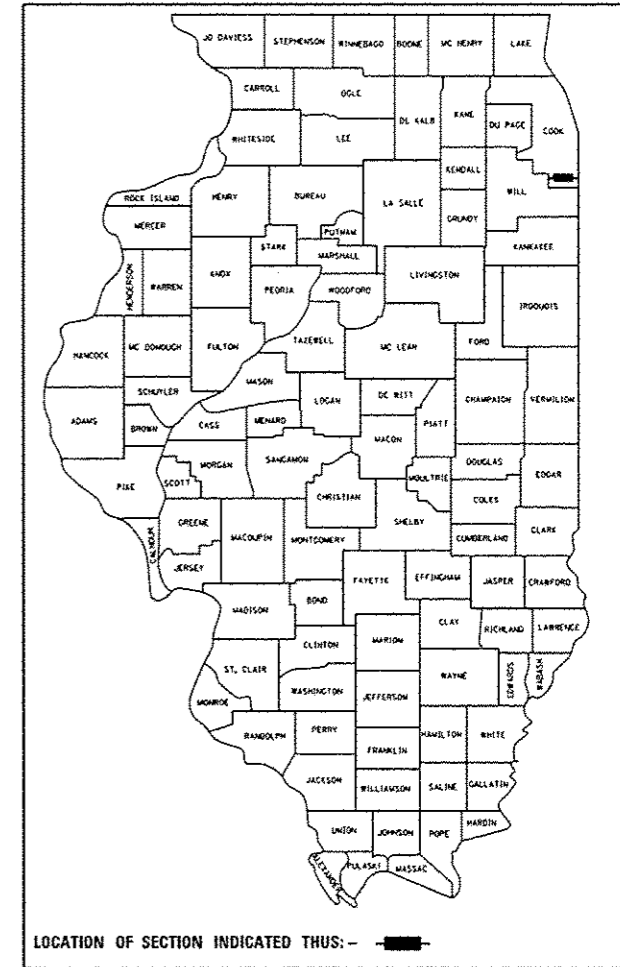 JO DAVIESS STEPHENSON WINNEBAGO BOONE MC HENRY LAKE
CARROLL OGLE DE KALB KANE DU PAGE COOK
WHITESIDE LEE KENDALL WILL
ROCK ISLAND HENRY BUREAU LA SALLE GRUNDY
MERCER PUTNAM KANKAKEE
STARK MARSHALL
HENDERSON WARREN KNOX PEORIA WOODFORD LIVINGSTON IROQUOIS
FORD
HANCOCK MC DONOUGH FULTON TAZEWELL MC LEAN
SCHUYLER MASON LOGAN DE WITT CHAMPAIGN VERMILION
ADAMS BROWN CASS MENARD MACON PIATT
PIKE SCOTT MORGAN SANGAMON CHRISTIAN MOULTRIE DOUGLAS EDGAR
COLES
CALHOUN GREENE MACOUPIN MONTGOMERY SHELBY CUMBERLAND CLARK
JERSEY FAYETTE EFFINGHAM JASPER CRAWFORD
MADISON BOND CLAY RICHLAND LAWRENCE
CLINTON MARION
ST. CLAIR WAYNE EDWARDS WABASH
MONROE WASHINGTON JEFFERSON
RANDOLPH PERRY HAMILTON WHITE
FRANKLIN
JACKSON WILLIAMSON SALINE GALLATIN
UNION JOHNSON POPE HARDIN
ALEXANDER PULASKI MASSAC
LOCATION OF SECTION INDICATED THUS:-